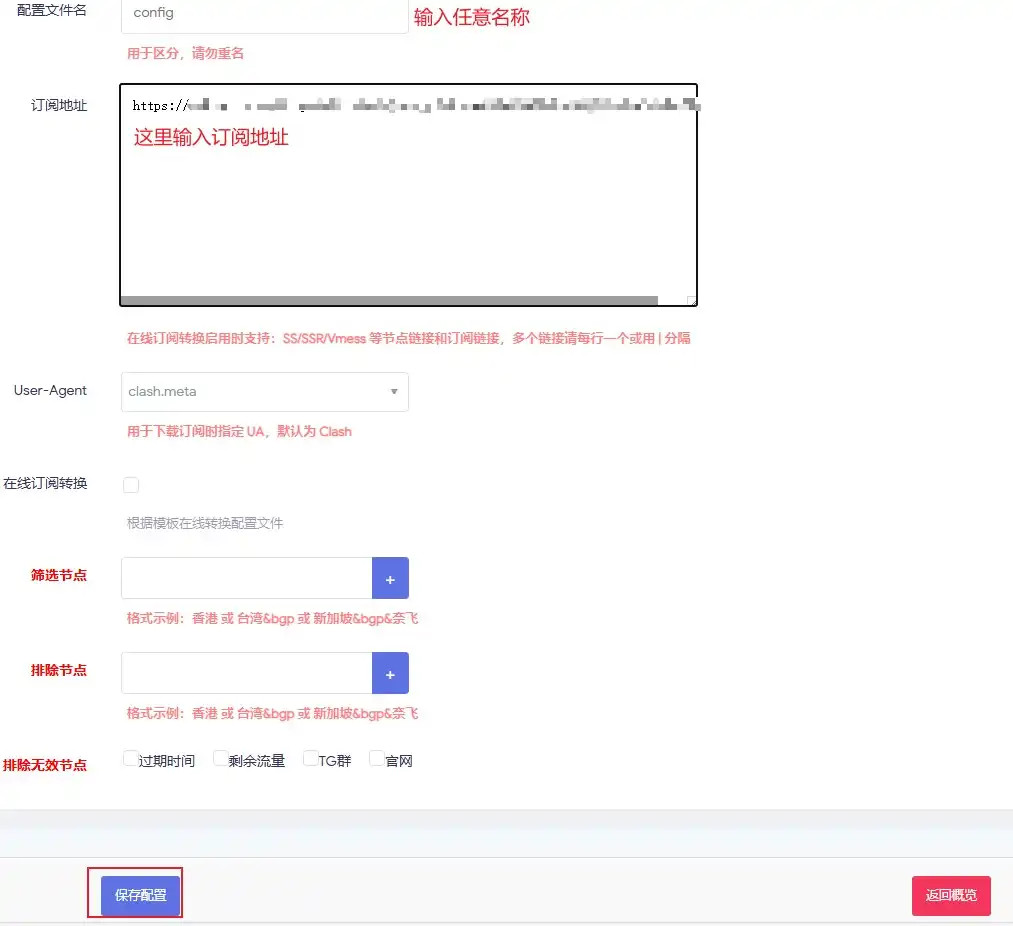 配置文件名
config
输入任意名称
用于区分，请勿重名
订阅地址
https://
这里输入订阅地址
在线订阅转换启用时支持：SS/SSR/Vmess 等节点链接和订阅链接，多个链接请每行一个或用 | 分隔
User-Agent
clash.meta
用于下载订阅时指定 UA，默认为 Clash
在线订阅转换
根据模板在线转换配置文件
筛选节点
+
格式示例：香港 或 台湾&bgp 或 新加坡&bgp&奈飞
排除节点
+
格式示例：香港 或 台湾&bgp 或 新加坡&bgp&奈飞
排除无效节点
过期时间 剩余流量 TG群 官网
保存配置
返回概览